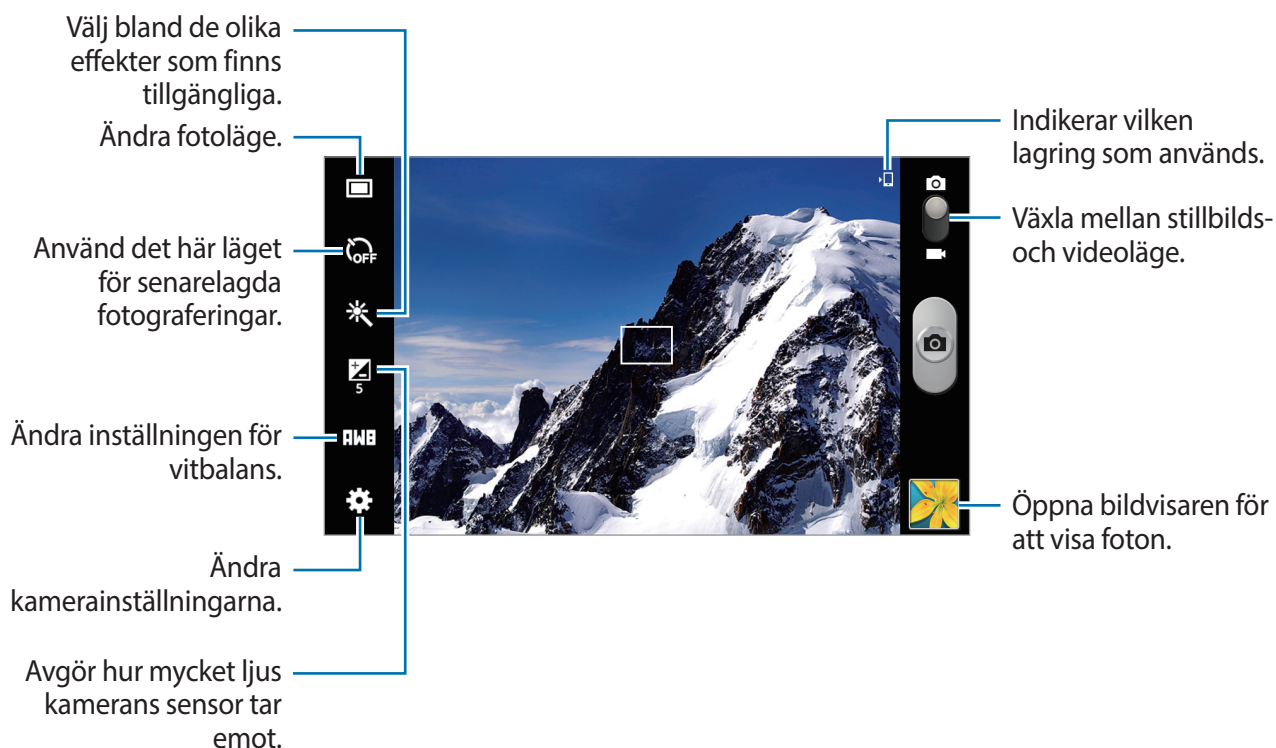 Välj bland de olika
effekter som finns
tillgängliga.
Ändra fotoläge.
Använd det här läget
för senarelagda
fotograferingar.
Ändra inställningen för
vitbalans.
Ändra
kamerainställningarna.
Avgör hur mycket ljus
kamerans sensor tar
emot.
OFF
5
AWB
Indikerar vilken
lagring som används.
Växla mellan stillbilds-
och videoläge.
Öppna bildvisaren för
att visa foton.